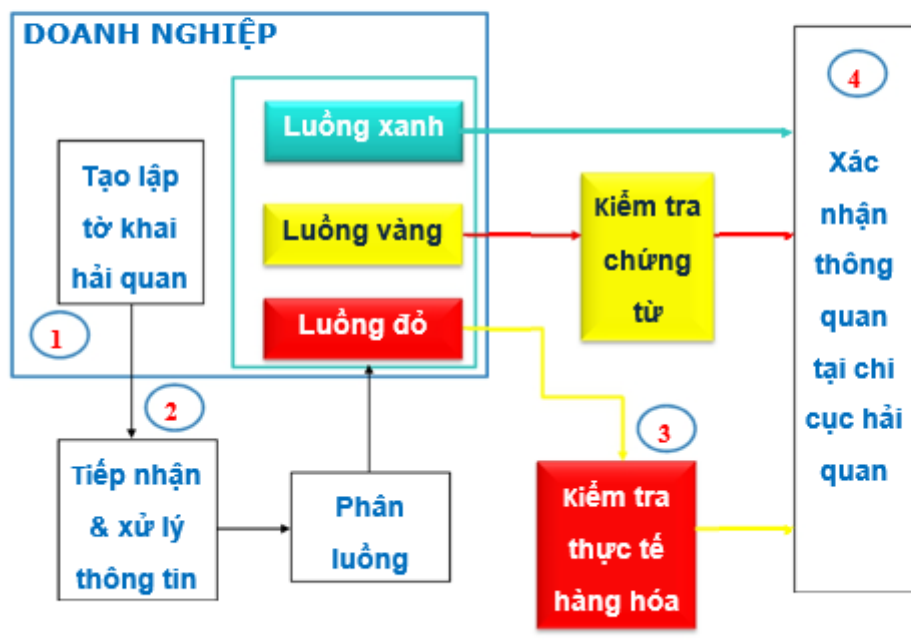 DOANH NGHIỆP
Tạo lập
tờ khai
hải quan
1
2
Tiếp nhận
& xử lý
thông tin
Phân
luồng
Luồng xanh
Luồng vàng
Luồng đỏ
Kiểm tra
chứng
từ
3
Kiểm tra
thực tế
hàng hóa
4
Xác
nhận
thông
quan
tại chi
cục hải
quan